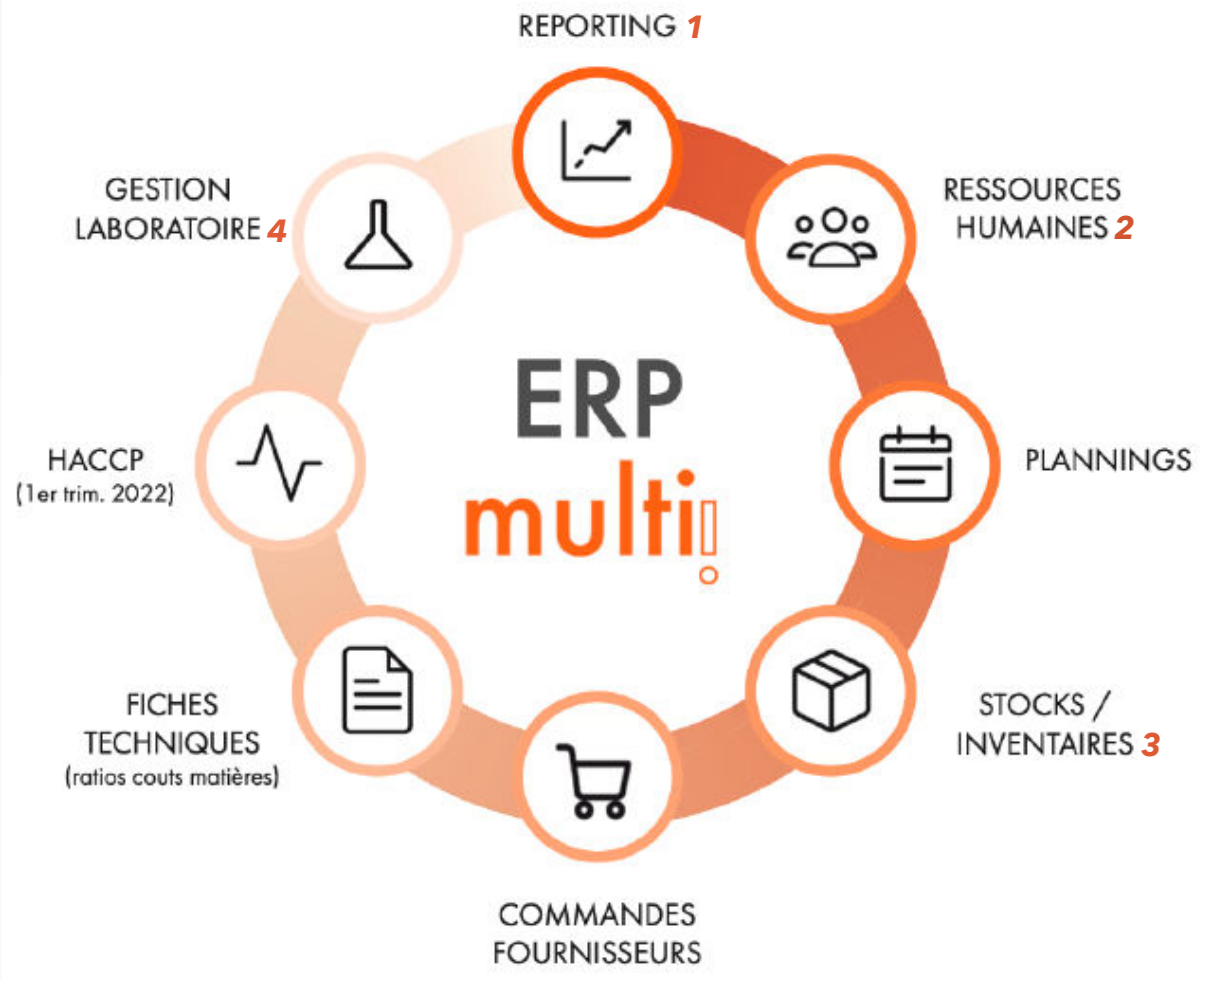 REPORTING 1
RESSOURCES
HUMAINES 2
PLANNINGS
STOCKS /
INVENTAIRES 3
COMMANDES
FOURNISSEURS
FICHES
TECHNIQUES
(ratios couts matières)
HACCP
(1er trim. 2022)
GESTION
LABORATOIRE 4
ERP
multi!